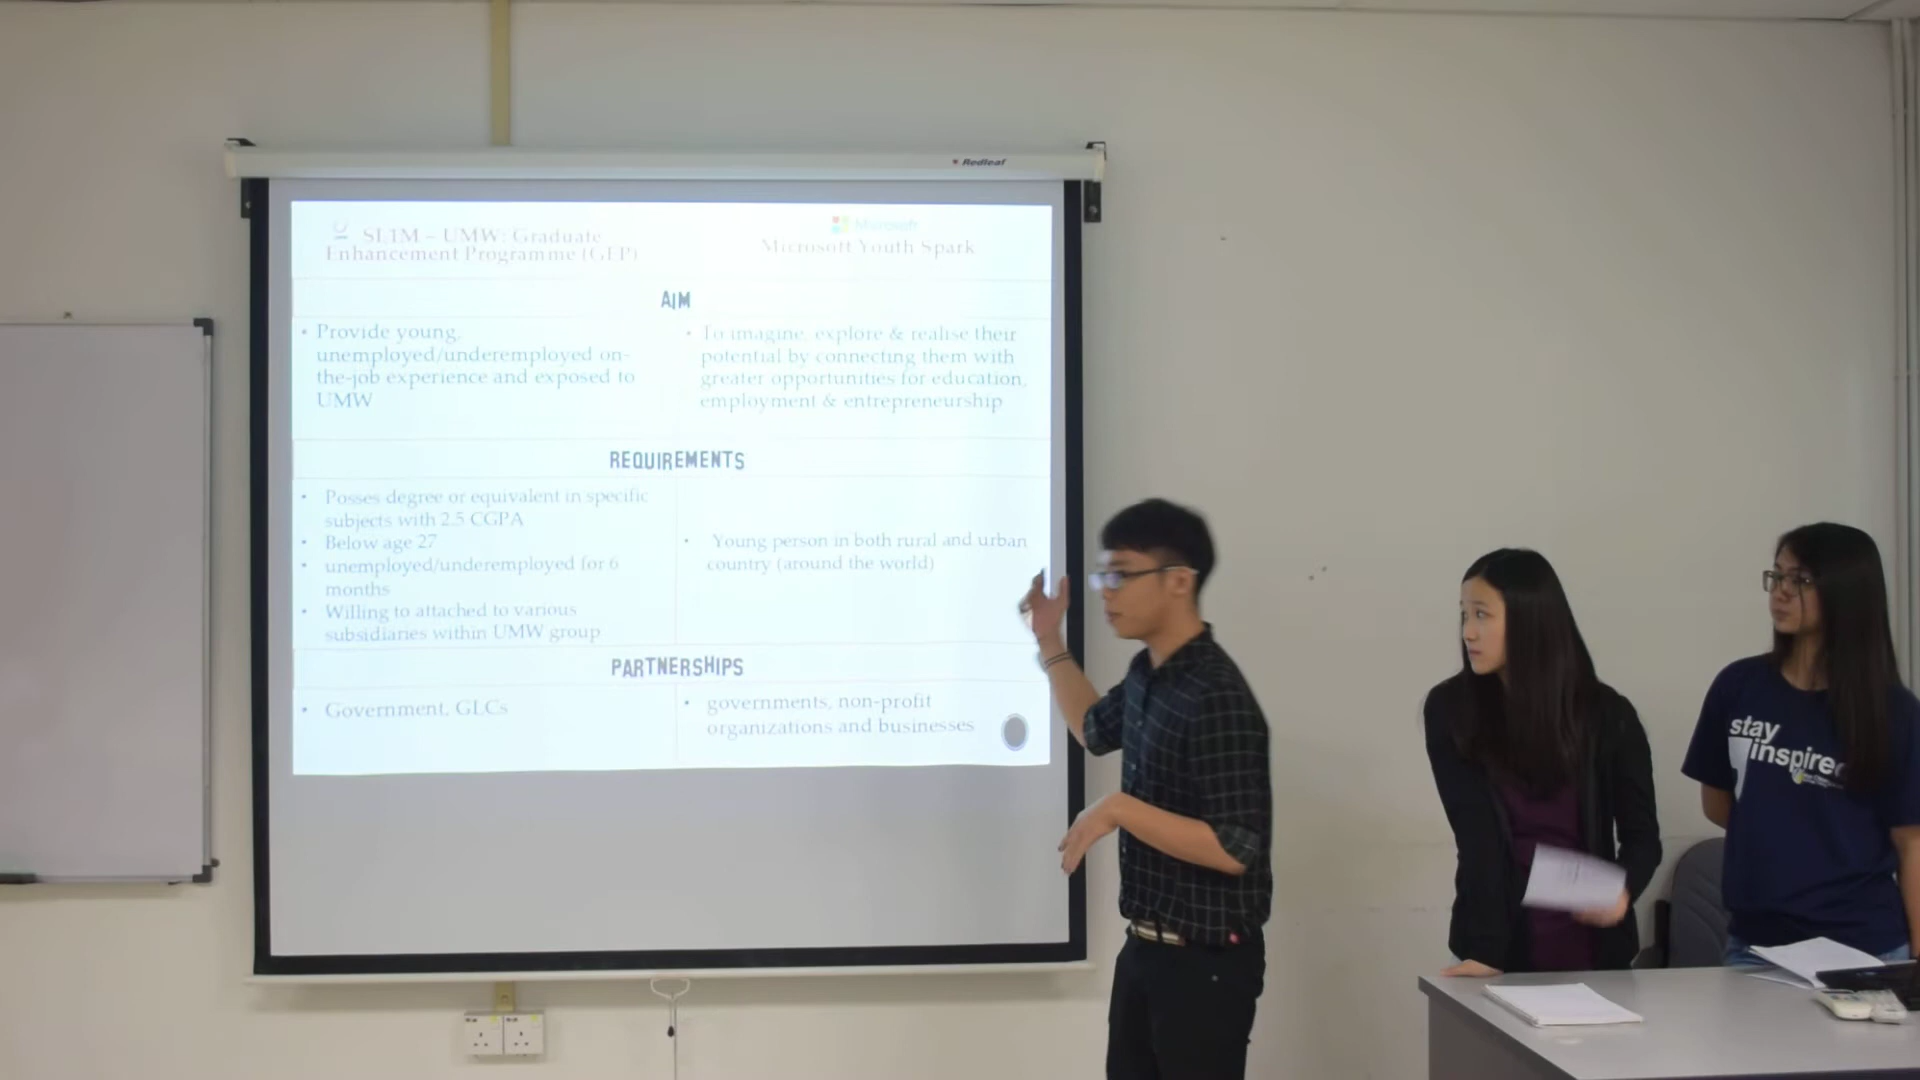 Redleaf
SL1M – UMW: Graduate
Enhancement Programme (GEP)
Microsoft
Microsoft Youth Spark
AIM
• Provide young,
unemployed/underemployed on-
the-job experience and exposed to
UMW
• To imagine, explore & realise their
potential by connecting them with
greater opportunities for education,
employment & entrepreneurship
REQUIREMENTS
• Posses degree or equivalent in specific
subjects with 2.5 CGPA
• Below age 27
• unemployed/underemployed for 6
months
• Willing to attached to various
subsidiaries within UMW group
• Young person in both rural and urban
country (around the world)
PARTNERSHIPS
• Government, GLCs
• governments, non-profit
organizations and businesses
stay
inspired